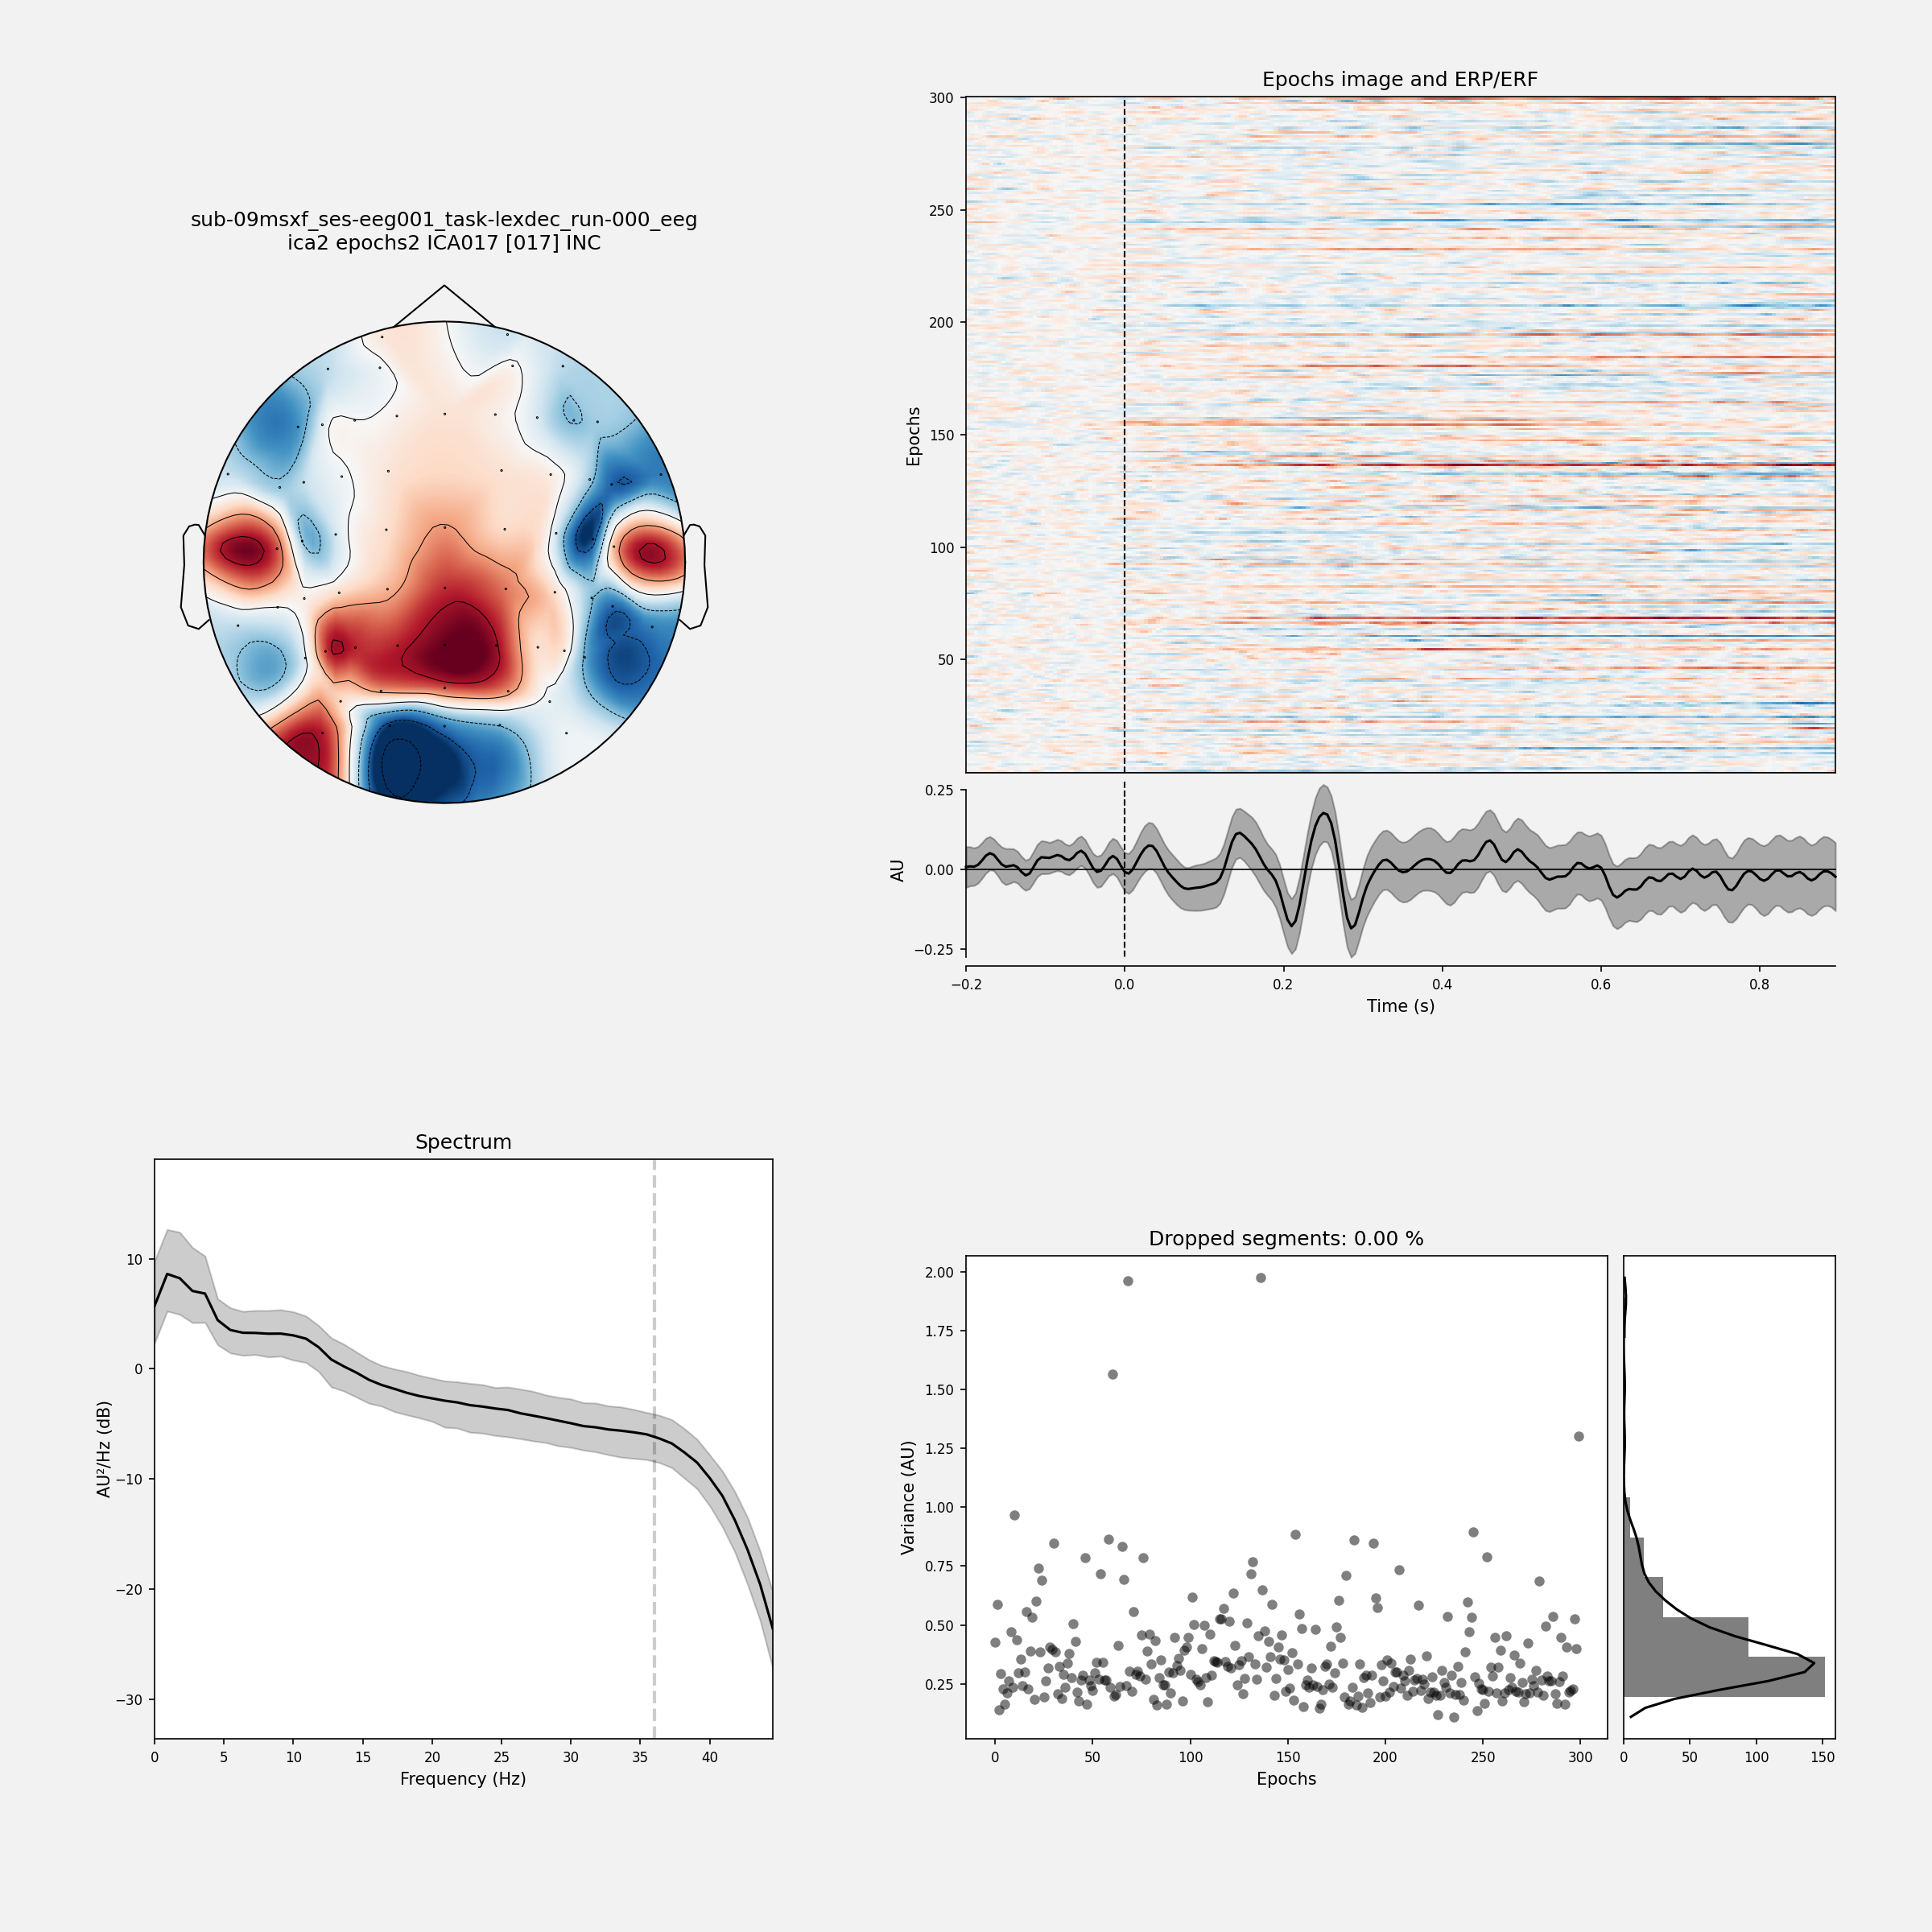 sub-09msxf_ses-eeg001_task-lexdec_run-000_eeg
ica2 epochs2 ICA017 [017] INC
Epochs image and ERP/ERF
300
250
200
150
100
50
Epochs
0.25
0.00
−0.25
AU
−0.2 0.0 0.2 0.4 0.6 0.8
Time (s)
Spectrum
10
0
−10
−20
−30
AU²/Hz (dB)
0 5 10 15 20 25 30 35 40
Frequency (Hz)
Dropped segments: 0.00 %
2.00
1.75
1.50
1.25
1.00
0.75
0.50
0.25
Variance (AU)
0 50 100 150 200 250 300
Epochs
0 50 100 150